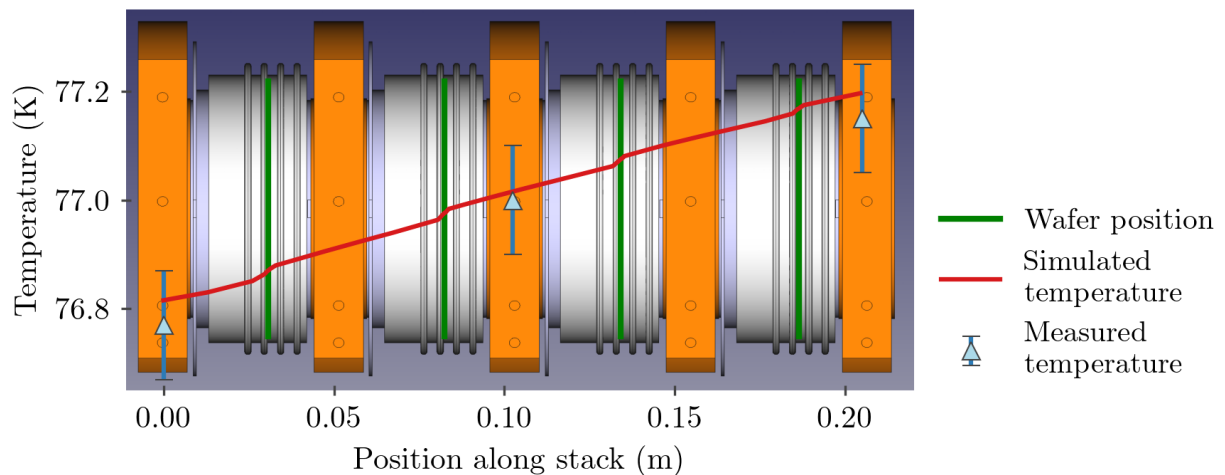 Temperature (K)
77.2
77.0
76.8
0.00
0.05
0.10
0.15
0.20
Position along stack (m)
Wafer position
Simulated
temperature
Measured
temperature